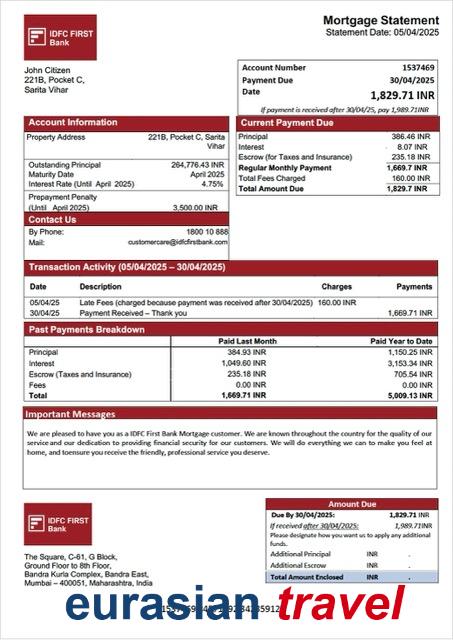 IDFC FIRST
Bank
Mortgage Statement
Statement Date: 05/04/2025
John Citizen
221B, Pocket C,
Sarita Vihar
Account Number 1537469
Payment Due 30/04/2025
Date 1,829.71 INR
If payment is received after 30/04/25, pay 1,989.71INR
Account Information
Property Address 221B, Pocket C, Sarita
Vihar
Outstanding Principal 264,776.43 INR
Maturity Date April 2025
Interest Rate (Until April 2025) 4.75%
Prepayment Penalty
(Until April 2025) 3,500.00 INR
Contact Us
By Phone: 1800 10 888
Mail: customercare@idfcfirstbank.com
Current Payment Due
Principal 386.46 INR
Interest 8.07 INR
Escrow (for Taxes and Insurance) 235.18 INR
Regular Monthly Payment 1,669.7 INR
Total Fees Charged 160.00 INR
Total Amount Due 1,829.7 INR
Transaction Activity (05/04/2025 – 30/04/2025)
Date Description Charges Payments
05/04/25 Late Fees (charged because payment was received after 30/04/2025) 160.00 INR
30/04/25 Payment Received – Thank you 1,669.71 INR
Past Payments Breakdown
Paid Last Month Paid Year to Date
Principal 384.93 INR 1,150.25 INR
Interest 1,049.60 INR 3,153.34 INR
Escrow (Taxes and Insurance) 235.18 INR 705.54 INR
Fees 0.00 INR 0.00 INR
Total 1,669.71 INR 5,009.13 INR
Important Messages
We are pleased to have you as a IDFC First Bank Mortgage customer. We are known throughout the country for the quality of our
service and our dedication to providing financial security for our customers. We will do everything we can to make you feel at
home, and toensure you receive the friendly, professional service you deserve.
IDFC FIRST
Bank
The Square, C-61, G Block,
Ground Floor to 8th Floor,
Bandra Kurla Complex, Bandra East,
Mumbai – 400051, Maharashtra, India
Amount Due
Due By 30/04/2025: 1,829.71 INR
If received after 30/04/2025: 1,989.71INR
Please designate how you want us to apply any additional
funds.
Additional Principal INR .
Additional Escrow INR .
Total Amount Enclosed INR .
eurasian travel